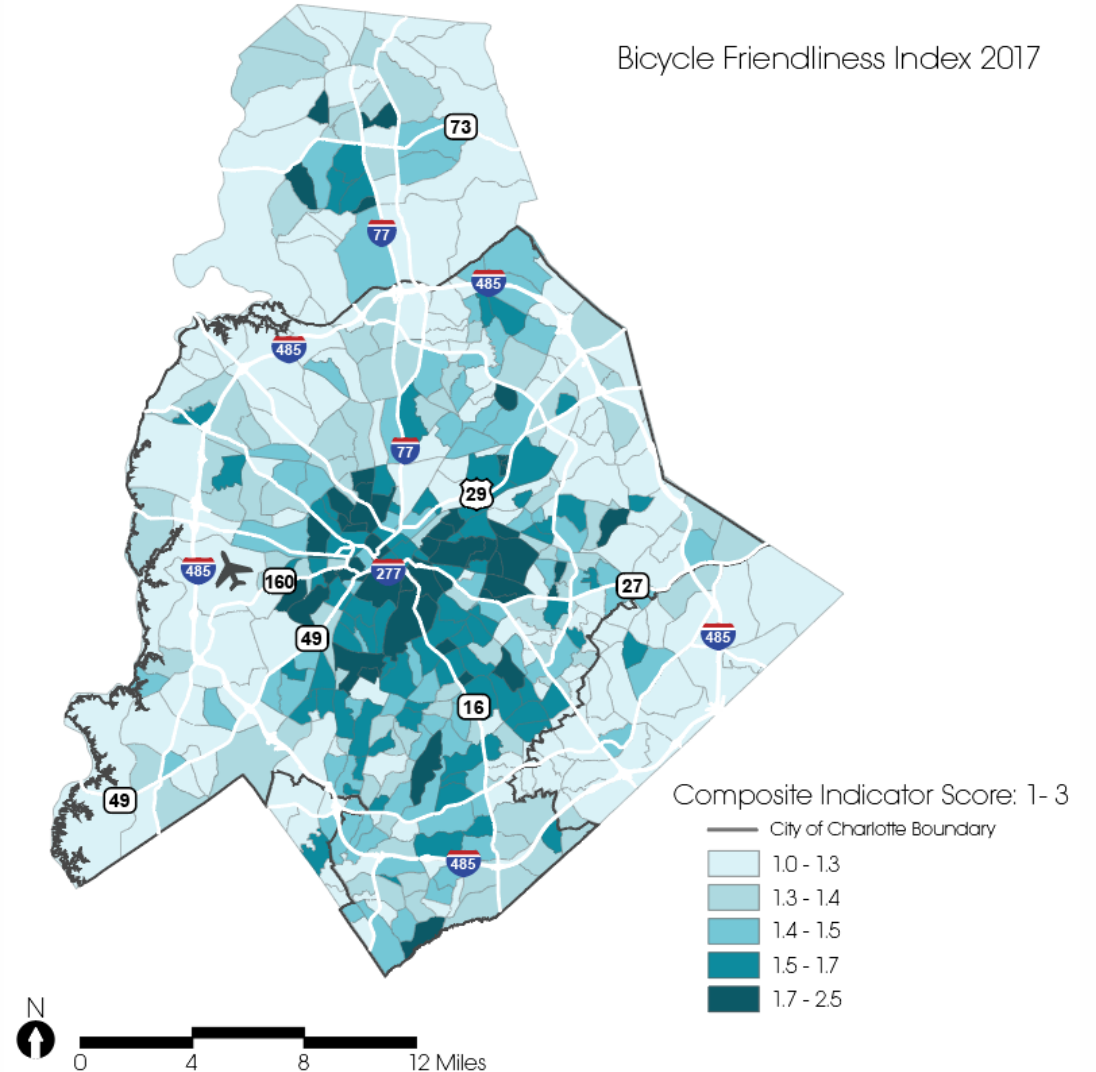 Bicycle Friendliness Index 2017
73
77
485
485
77
29
485
277
160
27
49
485
16
49
485
Composite Indicator Score: 1- 3
City of Charlotte Boundary
1.0 - 1.3
1.3 - 1.4
1.4 - 1.5
1.5 - 1.7
1.7 - 2.5
N
0 4 8 12 Miles